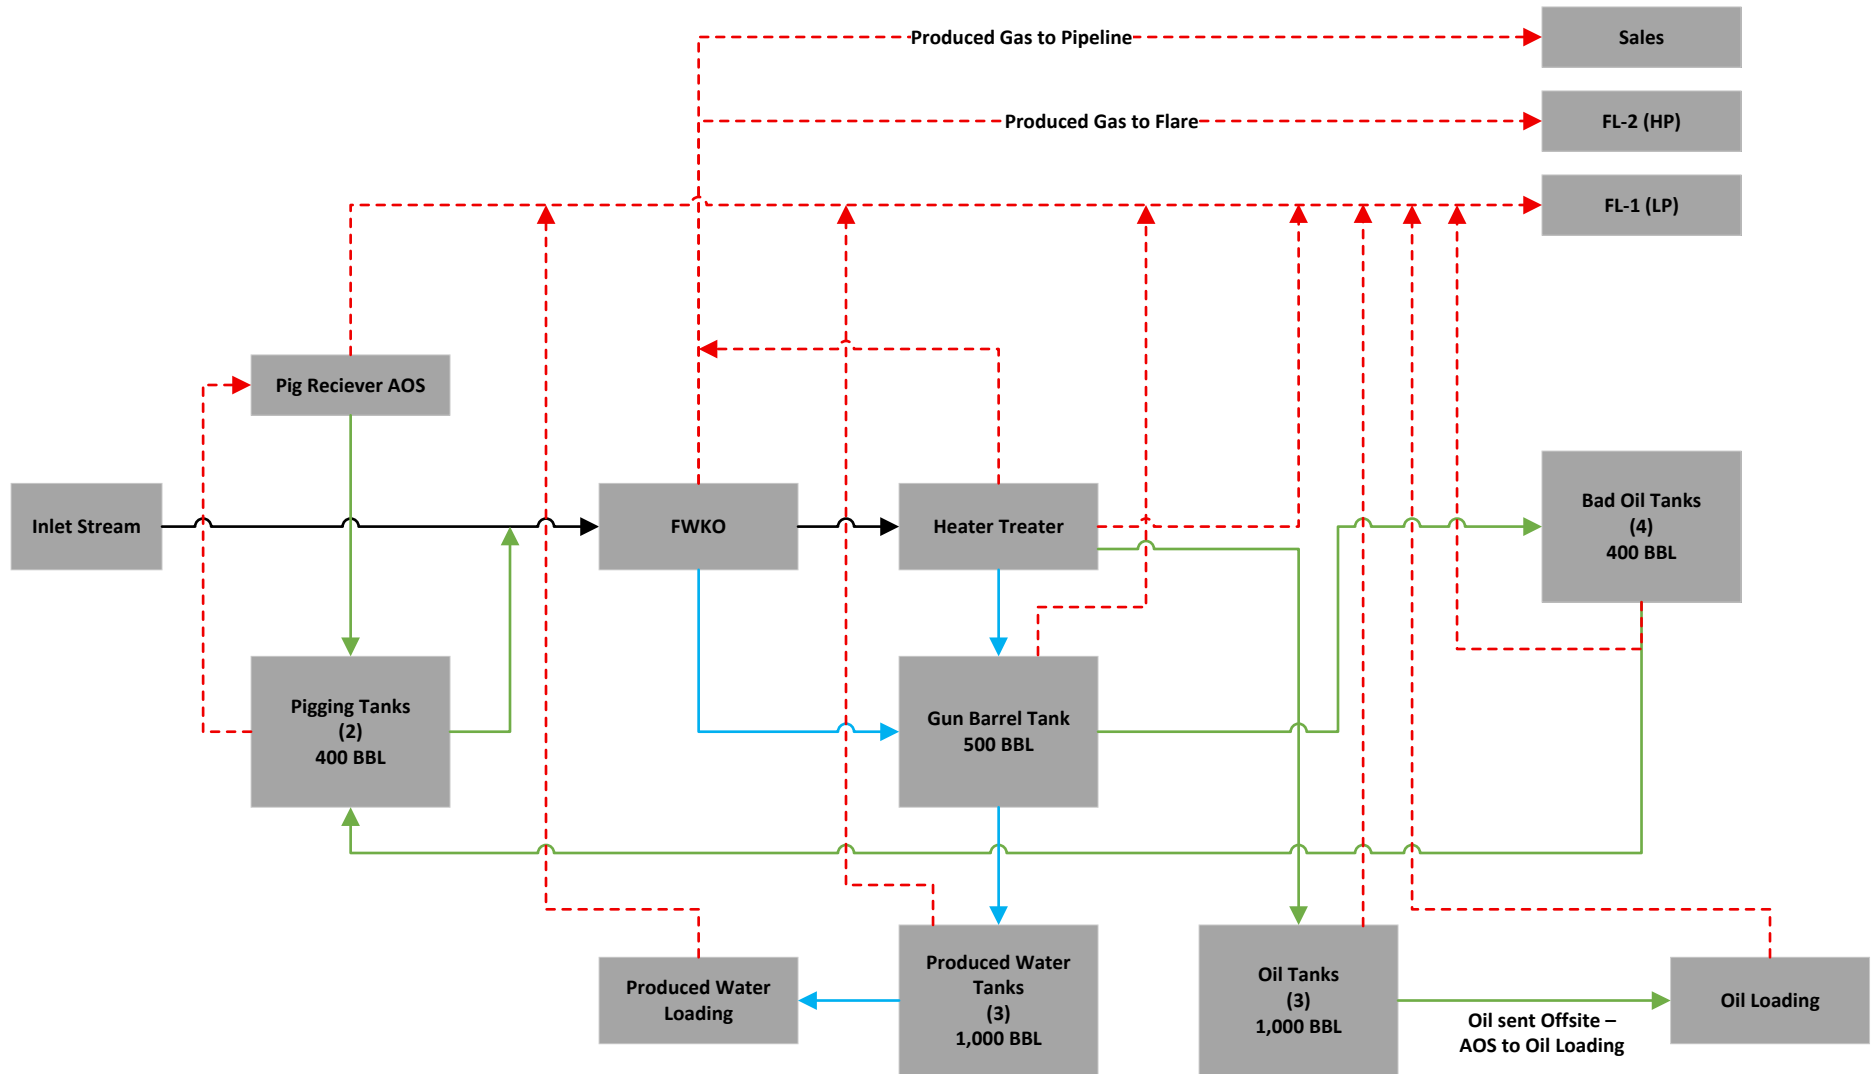 Produced Gas to Pipeline
Sales
Produced Gas to Flare
FL-2 (HP)
FL-1 (LP)
Pig Reciever AOS
Inlet Stream
FWKO
Heater Treater
Bad Oil Tanks
(4)
400 BBL
Pigging Tanks
(2)
400 BBL
Gun Barrel Tank
500 BBL
Produced Water
Loading
Produced Water
Tanks
(3)
1,000 BBL
Oil Tanks
(3)
1,000 BBL
Oil sent Offsite –
AOS to Oil Loading
Oil Loading